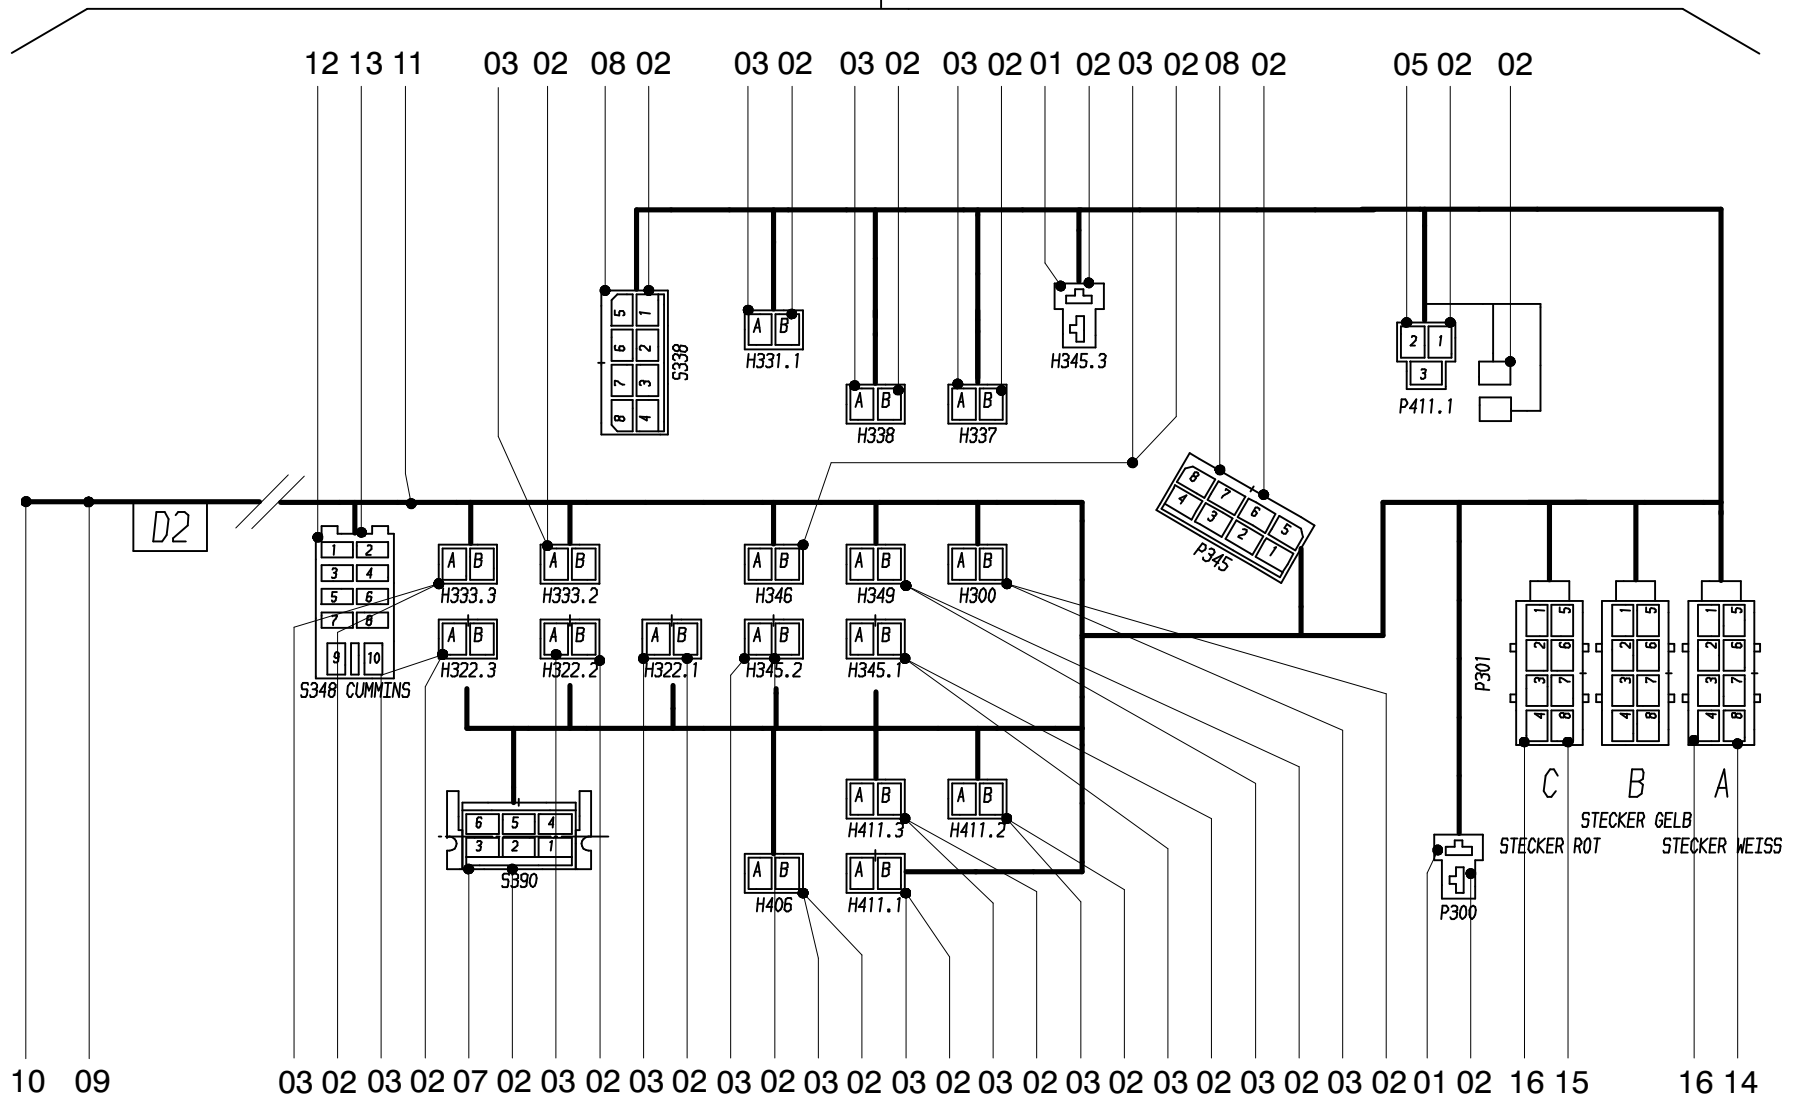 12 13 11 03 02 08 02 03 02 03 02 03 02 01 02 03 02 08 02 05 02 02
5 1
6 2
7 3
8 4
S338
A B
H331.1
A B
H338
A B
H337
H345.3
2 1
3
P411.1
8 7 6 5
4 3 2 1
P345
D2
1 2
3 4
5 6
7 8
9 10
S348 CUMMINS
A B
H333.3
A B
H333.2
A B
H346
A B
H349
A B
H300
A B
H322.3
A B
H322.2
A B
H322.1
A B
H345.2
A B
H345.1
P301
1 5
2 6
3 7
4 8
1 5
2 6
3 7
4 8
1 5
2 6
3 7
4 8
C B A
STECKER GELB
STECKER ROT
STECKER WEISS
6 5 4
3 2 1
S390
A B
H411.3
A B
H411.2
A B
H406
A B
H411.1
P300
10 09 03 02 03 02 07 02 03 02 03 02 03 02 03 02 03 02 03 02 03 02 03 02 03 02 03 02 01 02 16 15 16 14